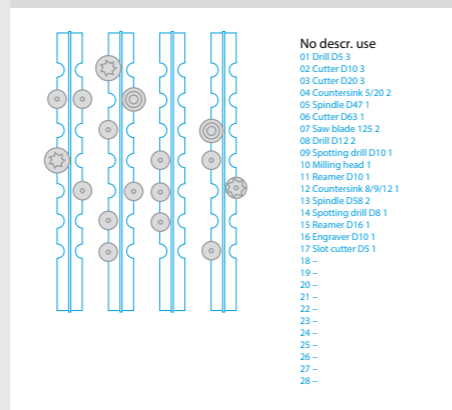 No descr. use
01 Drill D5 3
02 Cutter D10 3
03 Cutter D20 3
04 Countersink 5/20 2
05 Spindle D47 1
06 Cutter D63 1
07 Saw blade 125 2
08 Drill D12 2
09 Spotting drill D10 1
10 Milling head 1
11 Reamer D10 1
12 Countersink 8/9/12 1
13 Spindle D58 2
14 Spotting drill D8 1
15 Reamer D16 1
16 Engraver D10 1
17 Slot cutter D5 1
18 –
19 –
20 –
21 –
22 –
23 –
24 –
25 –
26 –
27 –
28 –